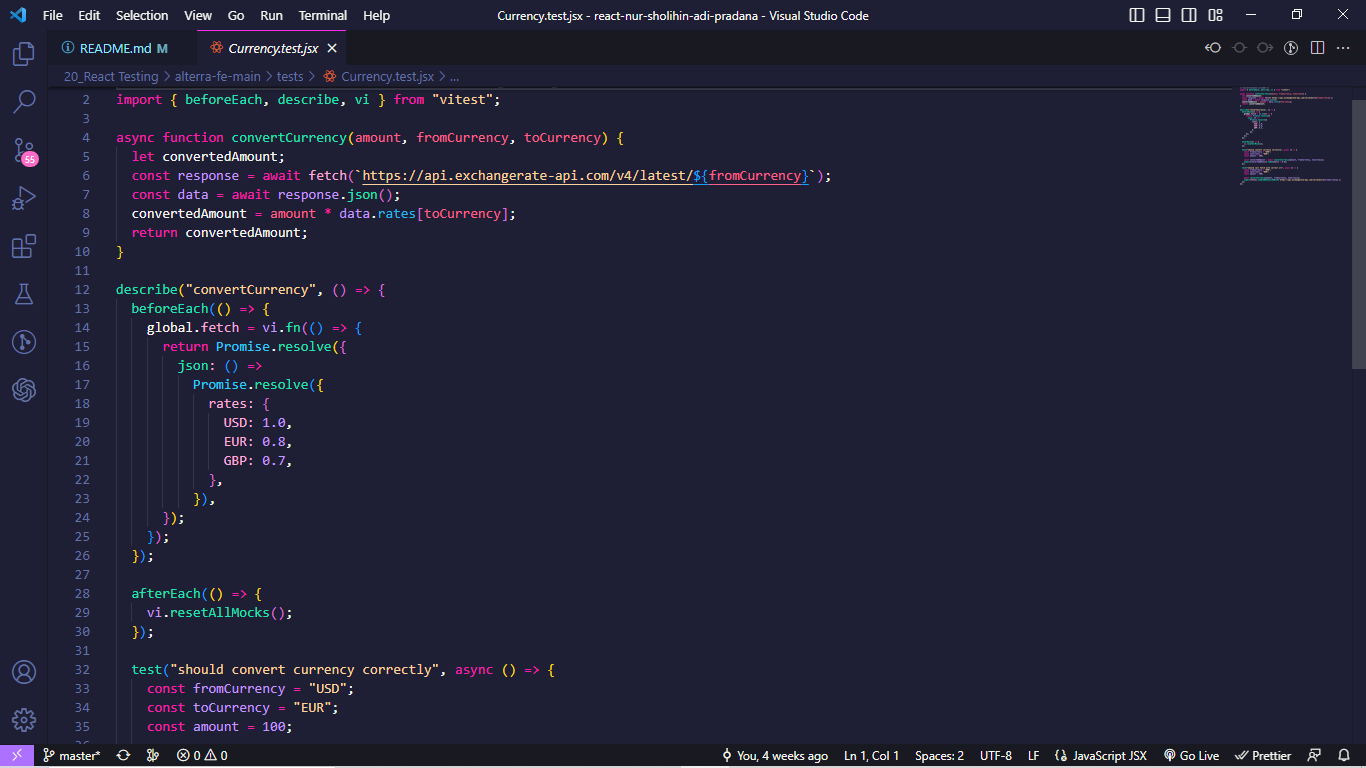 File Edit Selection View Go Run Terminal Help Currency.test.jsx - react-nur-sholihin-adi-pradana - Visual Studio Code
README.md M Currency.test.jsx
20_React Testing > alterra-fe-main > tests > Currency.test.jsx > ...
2 import { beforeEach, describe, vi } from "vitest";
3
4 async function convertCurrency(amount, fromCurrency, toCurrency) {
5 let convertedAmount;
6 const response = await fetch(`https://api.exchangerate-api.com/v4/latest/${fromCurrency}`);
7 const data = await response.json();
8 convertedAmount = amount * data.rates[toCurrency];
9 return convertedAmount;
10 }
11
12 describe("convertCurrency", () => {
13 beforeEach(() => {
14 global.fetch = vi.fn(() => {
15 return Promise.resolve({
16 json: () =>
17 Promise.resolve({
18 rates: {
19 USD: 1.0,
20 EUR: 0.8,
21 GBP: 0.7,
22 },
23 }),
24 });
25 });
26 });
27
28 afterEach(() => {
29 vi.resetAllMocks();
30 });
31
32 test("should convert currency correctly", async () => {
33 const fromCurrency = "USD";
34 const toCurrency = "EUR";
35 const amount = 100;
55
master* 0 0 You, 4 weeks ago Ln 1, Col 1 Spaces: 2 UTF-8 LF JavaScript JSX Go Live Prettier